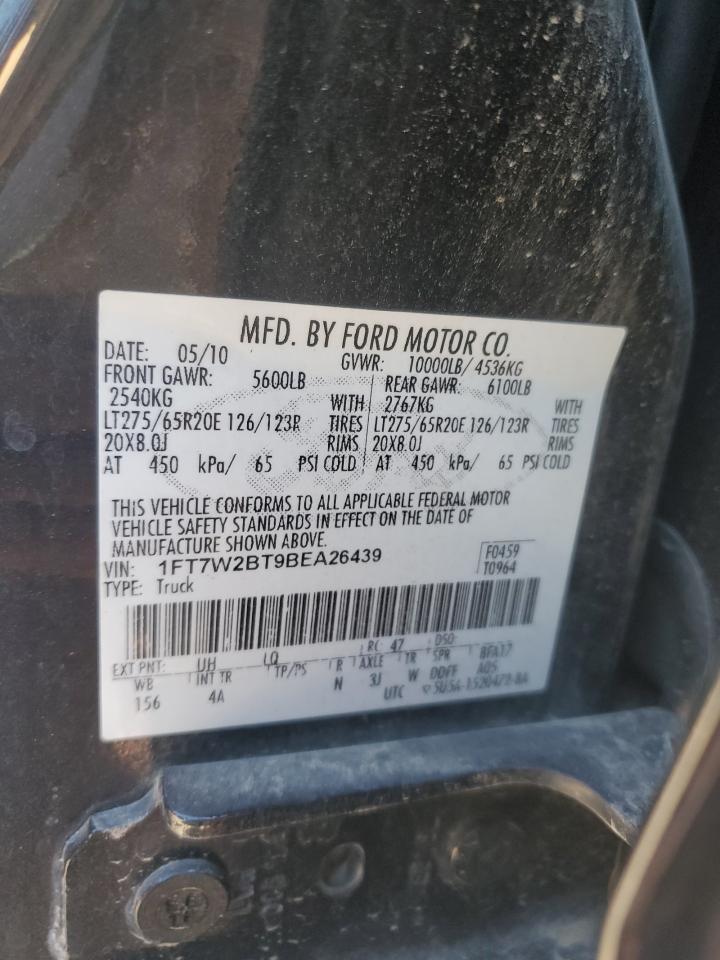 MFD. BY FORD MOTOR CO.
DATE: 05/10 GVWR: 10000LB/ 4536KG
FRONT GAWR: 5600LB REAR GAWR: 6100LB
2540KG WITH 2767KG WITH
LT275/65R20E 126/123R TIRES LT275/65R20E 126/123R TIRES
20X8.0J RIMS 20X8.0J RIMS
AT 450 kPa/ 65 PSI COLD AT 450 kPa/ 65 PSI COLD
THIS VEHICLE CONFORMS TO ALL APPLICABLE FEDERAL MOTOR
VEHICLE SAFETY STANDARDS IN EFFECT ON THE DATE OF
MANUFACTURE SHOWN ABOVE.
VIN: 1FT7W2BT9BEA26439 F0459
TYPE: Truck T0964
EXT PNT: UH LQ RC: 47 DSO:
WB INT TR TP/PS R AXLE TR SPR BFA17
156 4A N 3J W DDFF A05
UTC